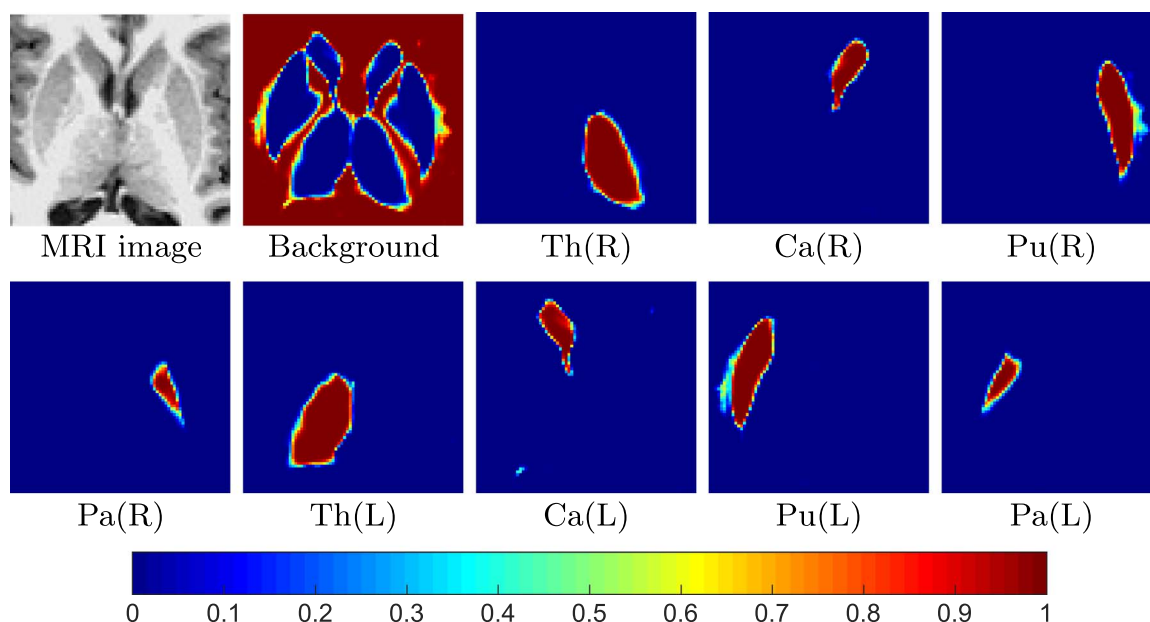 MRI image Background Th(R) Ca(R) Pu(R)
Pa(R) Th(L) Ca(L) Pu(L) Pa(L)
0 0.1 0.2 0.3 0.4 0.5 0.6 0.7 0.8 0.9 1